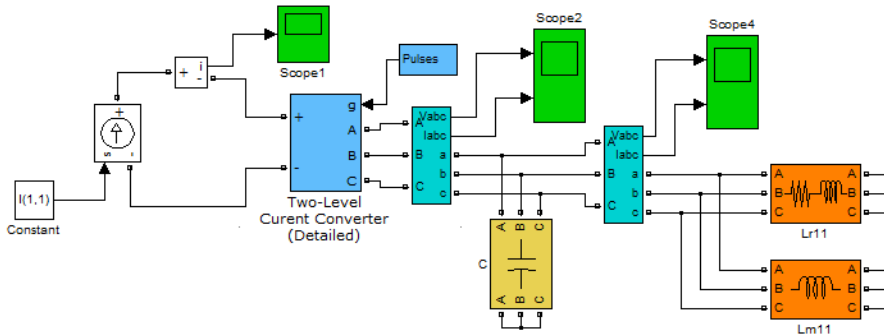 Scope2
Scope4
Scope1
Pulses
i
+
-
g
+
A
B
-
C
Vabc
Iabc
A
a
B
b
C
c
Vabc
Iabc
A
a
B
b
C
c
+
s
-
I(1,1)
Constant
Two-Level
Curent Converter
(Detailed)
A
A
B
B
C
C
Lr11
A B C
C
A B C
A
A
B
B
C
C
Lm11